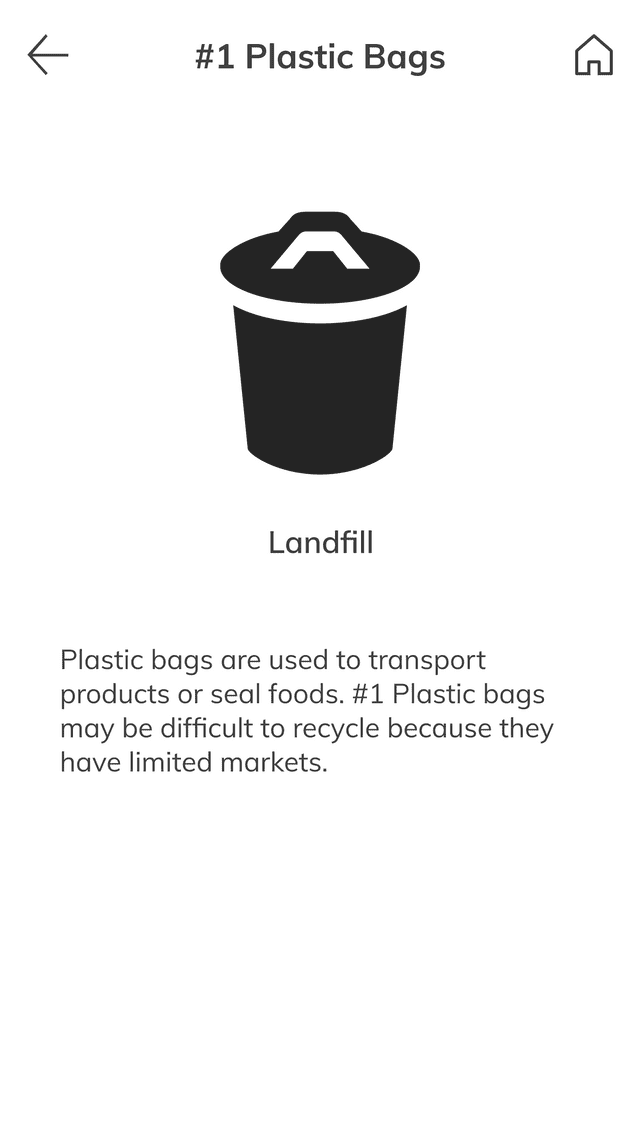 #1 Plastic Bags
Landfill
Plastic bags are used to transport
products or seal foods. #1 Plastic bags
may be difficult to recycle because they
have limited markets.